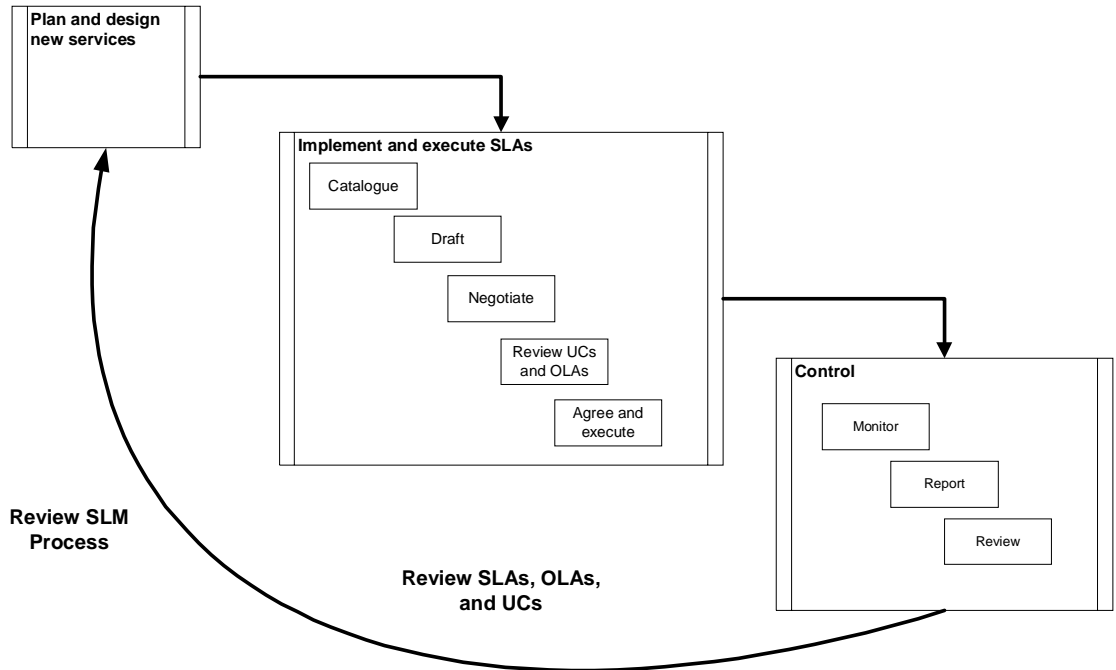 Plan and design
new services
Implement and execute SLAs
Catalogue
Draft
Negotiate
Review UCs
and OLAs
Agree and
execute
Control
Monitor
Report
Review
Review SLM
Process
Review SLAs, OLAs,
and UCs